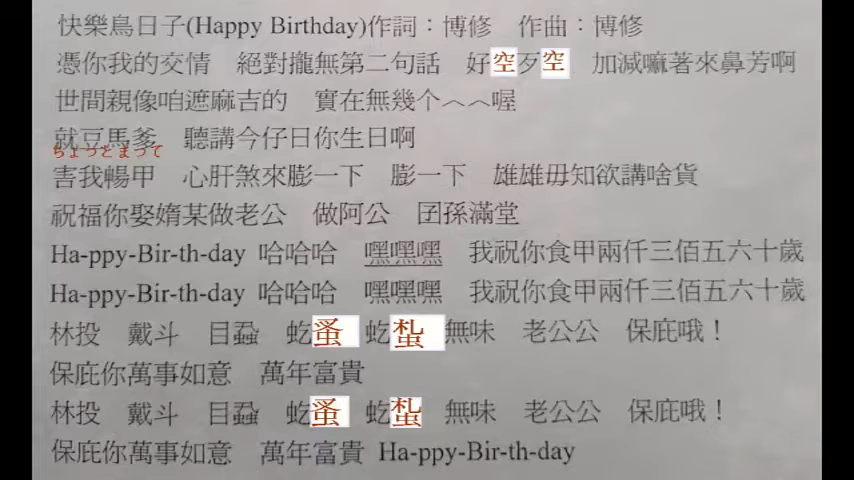 快樂鳥日子(Happy Birthday)作詞：博修　作曲：博修
憑你我的交情　絕對攏無第二句話　好空歹空　加減嘛著來鼻芳啊
世間親像咱遮麻吉的　實在無幾个︿︿喔
就豆馬爹　聽講今仔日你生日啊
ちょっとまって
害我暢甲　心肝煞來膨一下　膨一下　雄雄毋知欲講啥貨
祝福你娶媠某做老公　做阿公　囝孫滿堂
Ha-ppy-Bir-th-day 哈哈哈　嘿嘿嘿　我祝你食甲兩仟三佰五六十歲
Ha-ppy-Bir-th-day 哈哈哈　嘿嘿嘿　我祝你食甲兩仟三佰五六十歲
林投　戴斗　目蝨　虼蚤　虼䖳　無味　老公公　保庇哦！
保庇你萬事如意　萬年富貴
林投　戴斗　目蝨　虼蚤　虼䖳　無味　老公公　保庇哦！
保庇你萬事如意　萬年富貴 Ha-ppy-Bir-th-day